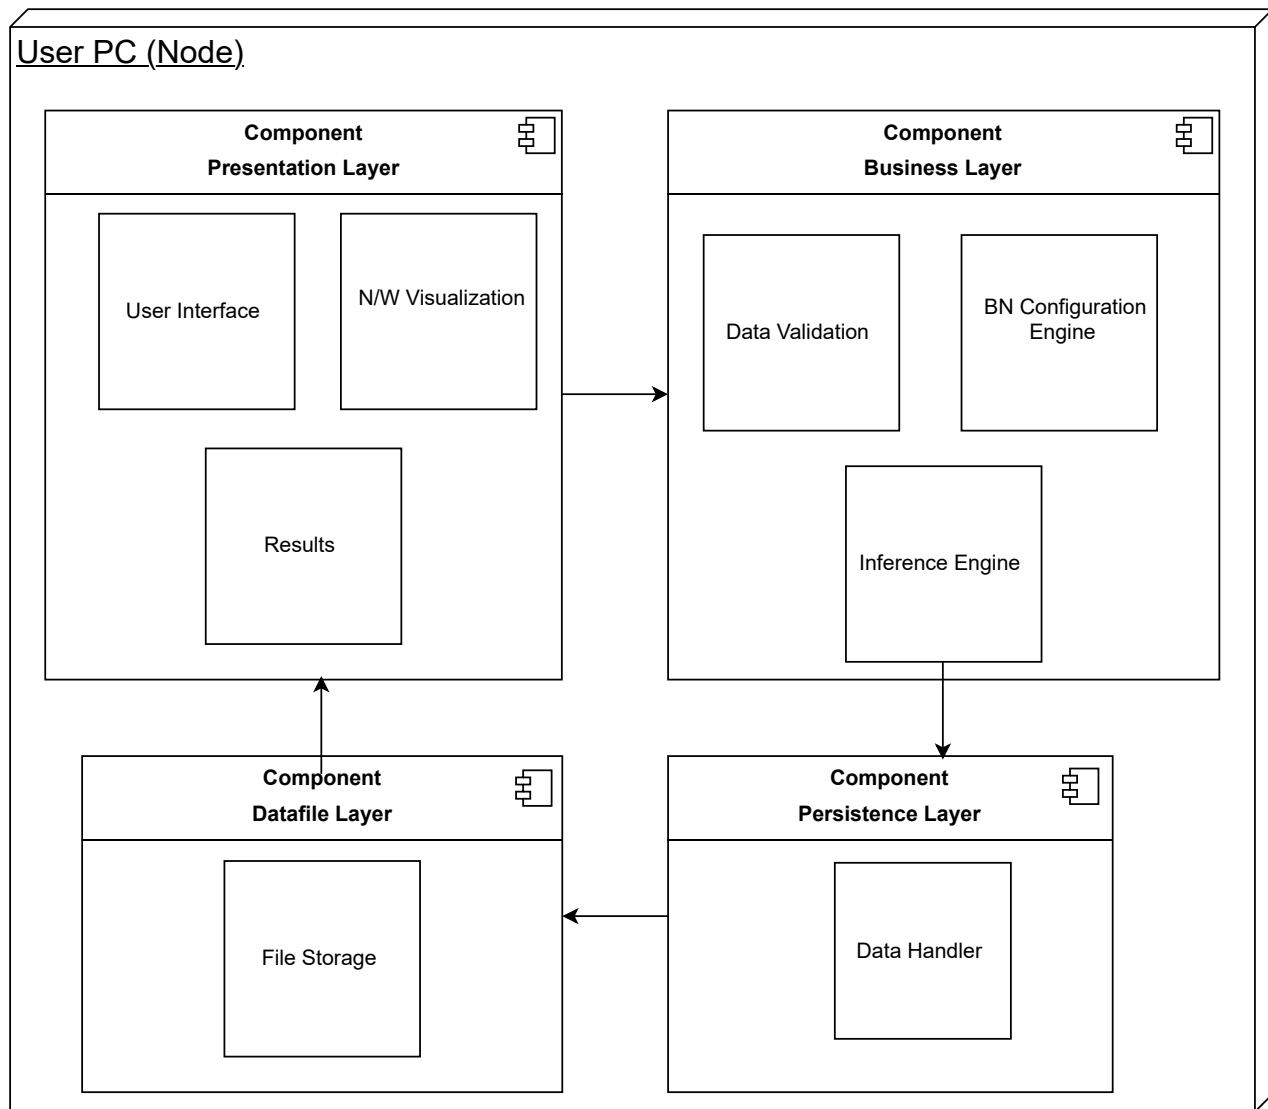 User PC (Node)
Component
Presentation Layer
User Interface
N/W Visualization
Results
Component
Business Layer
Data Validation
BN Configuration
Engine
Inference Engine
Component
Datafile Layer
File Storage
Component
Persistence Layer
Data Handler